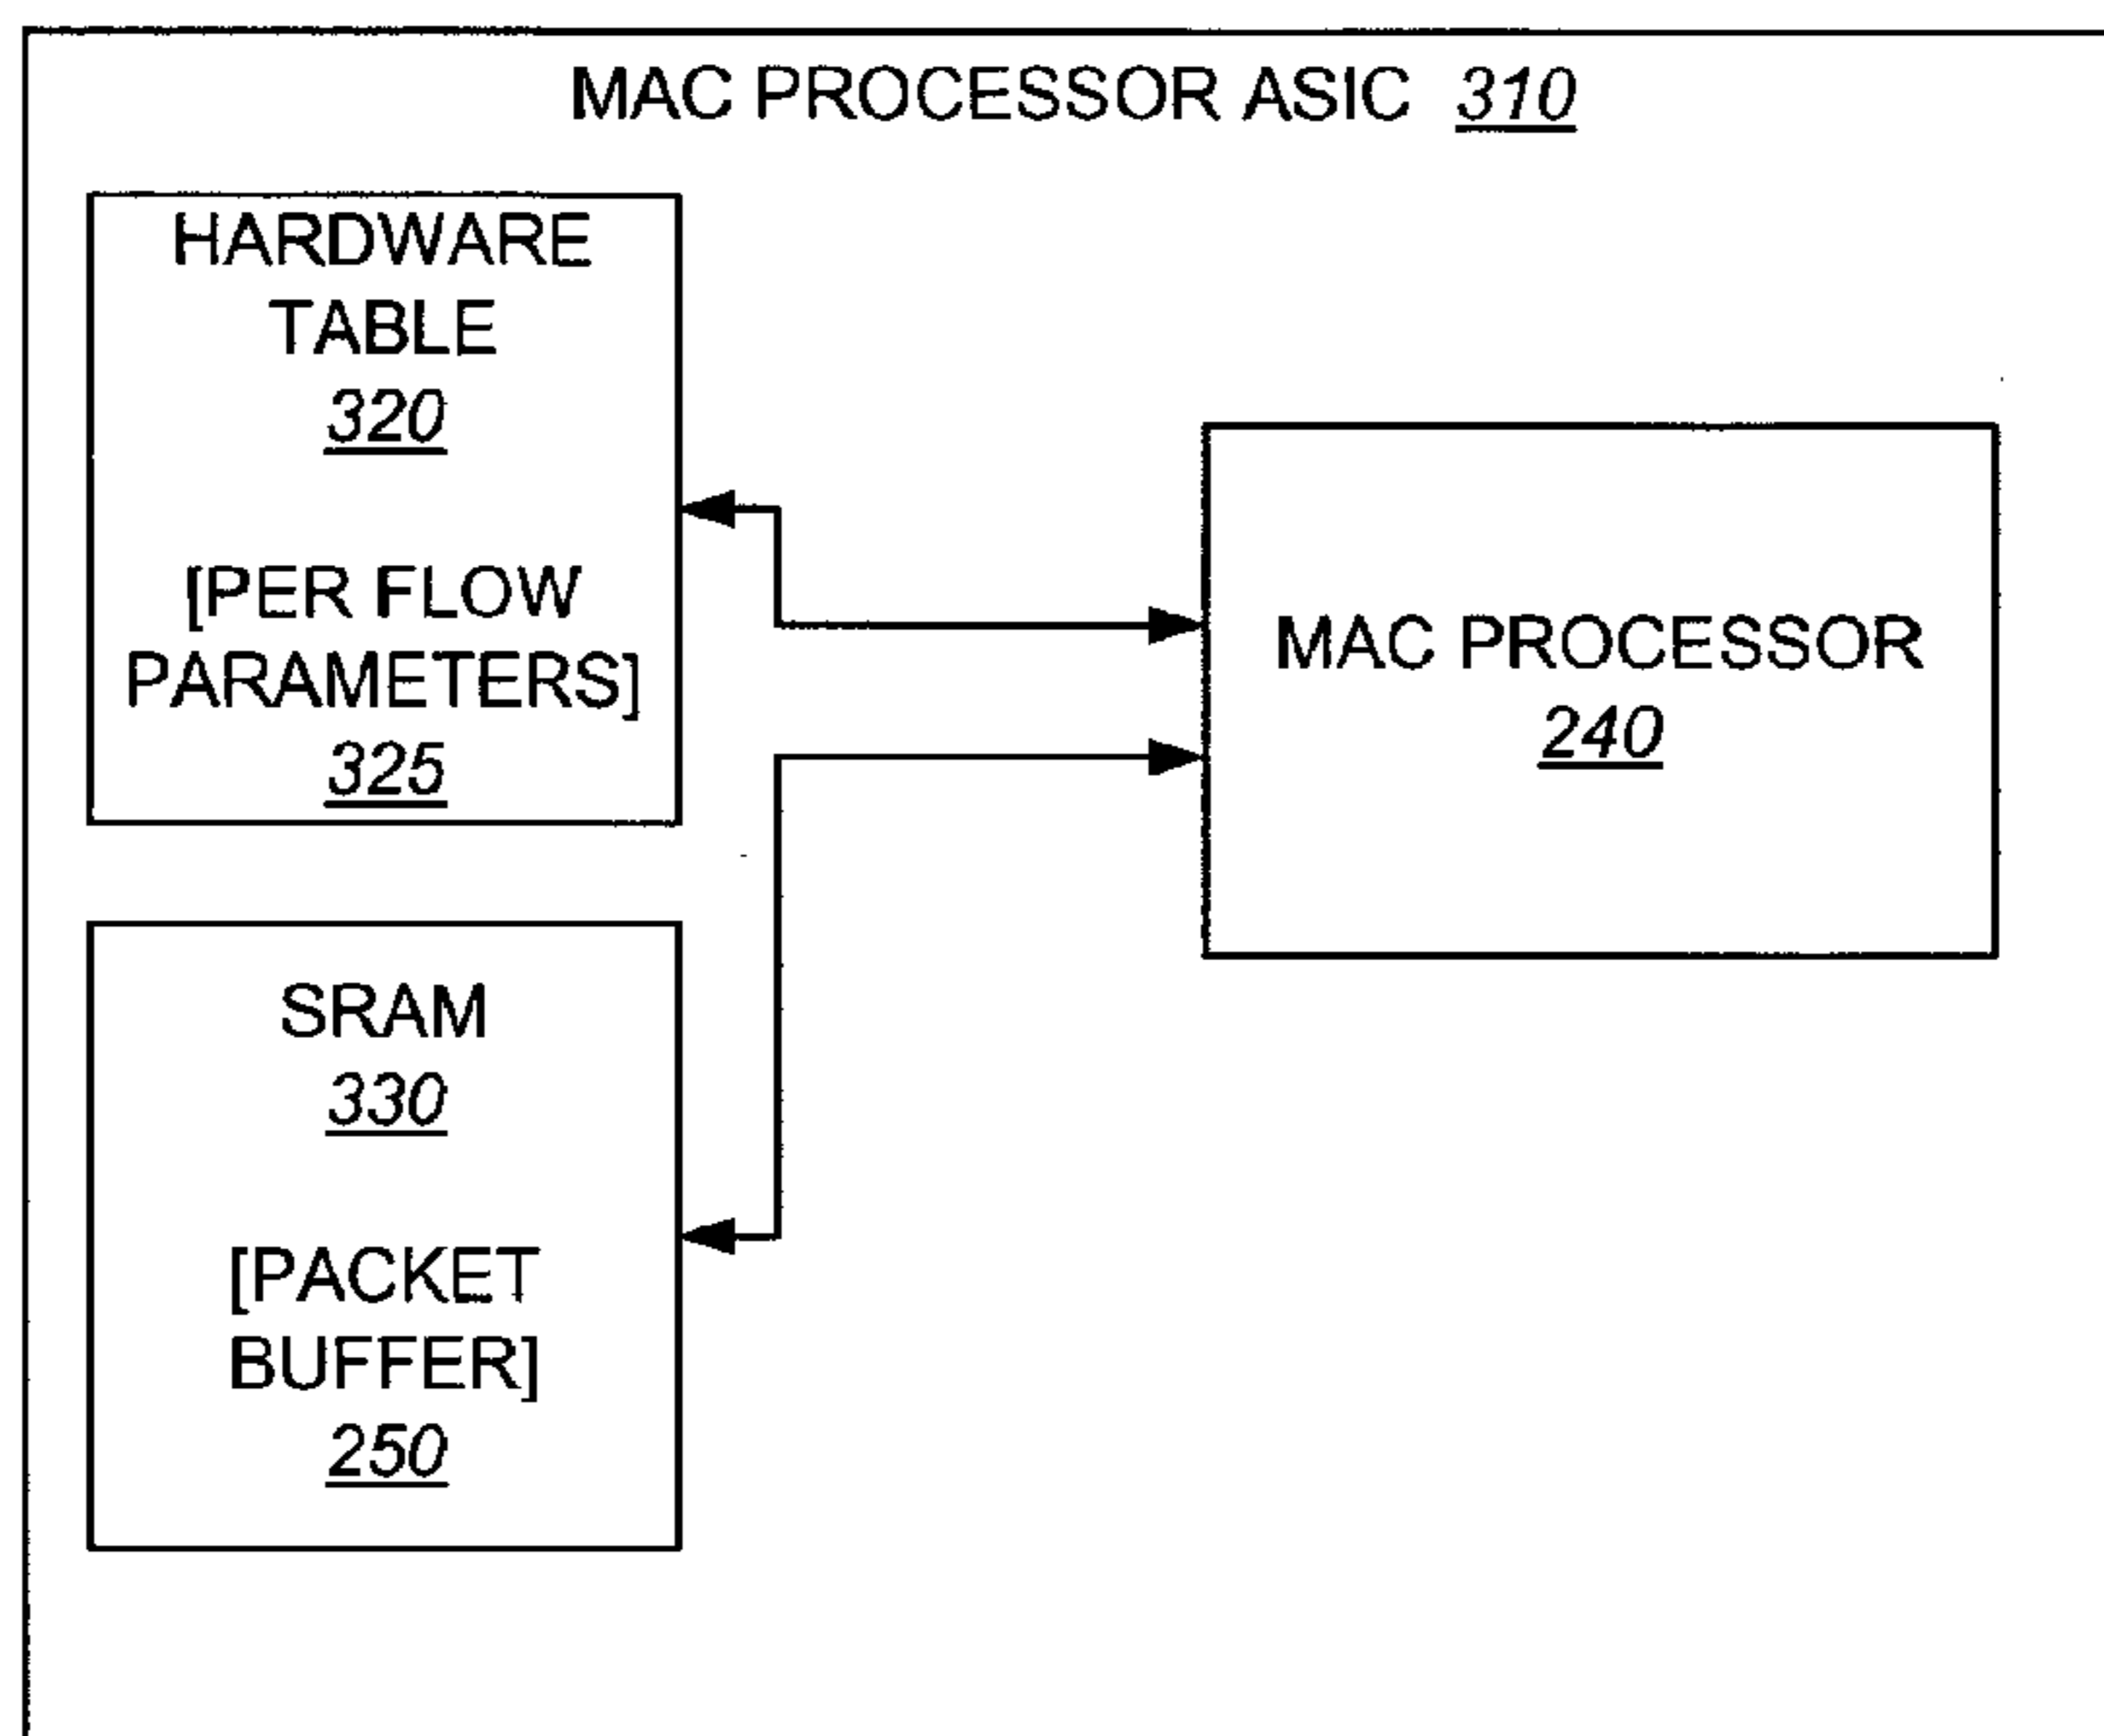 MAC PROCESSOR ASIC 310
HARDWARE
TABLE
320
[PER FLOW
PARAMETERS]
325
MAC PROCESSOR
240
SRAM
330
[PACKET
BUFFER]
250